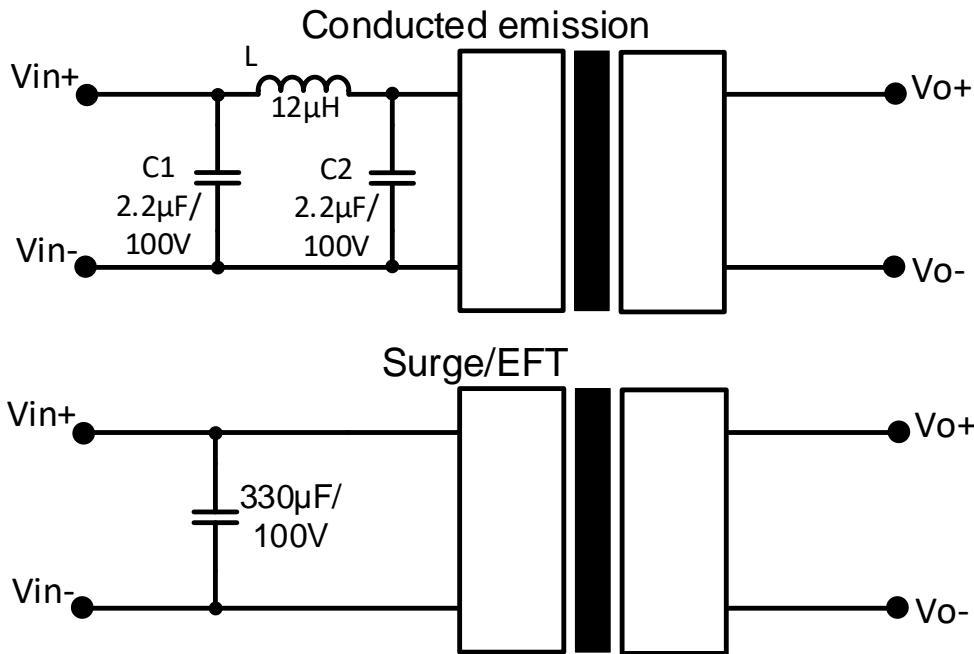 Conducted emission
Vin+
L
12µH
C1
2.2µF/
100V
C2
2.2µF/
100V
Vin-
Vo+
Vo-
Surge/EFT
Vin+
330µF/
100V
Vin-
Vo+
Vo-